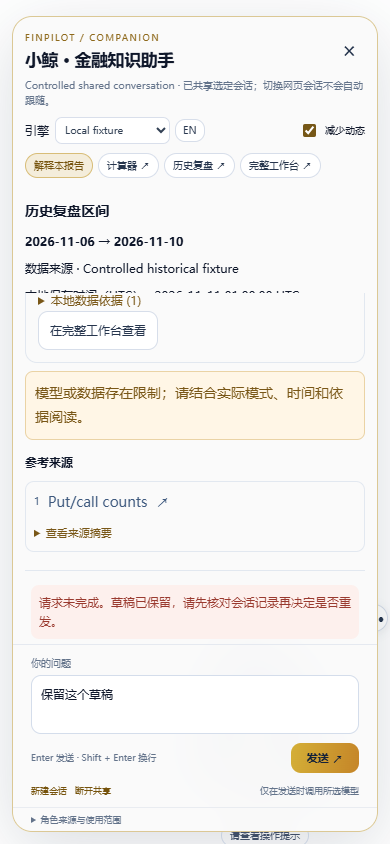 FINPILOT / COMPANION
小鲸 • 金融知识助手
Controlled shared conversation · 已共享选定会话；切换网页会话不会自动
跟随。
引擎 Local fixture EN 减少动态
解释本报告 计算器 ↗ 历史复盘 ↗ 完整工作台 ↗
历史复盘区间
2026-11-06 → 2026-11-10
数据来源 · Controlled historical fixture
▶ 本地数据依据 (1)
在完整工作台查看
模型或数据存在限制；请结合实际模式、时间和依
据阅读。
参考来源
1 Put/call counts ↗
▶ 查看来源摘要
请求未完成。草稿已保留，请先核对会话记录再决定是否重
发。
你的问题
保留这个草稿
Enter 发送 · Shift + Enter 换行
发送 ↗
新建会话 断开共享 仅在发送时调用所选模型
▶ 角色来源与使用范围
请查看操作提示